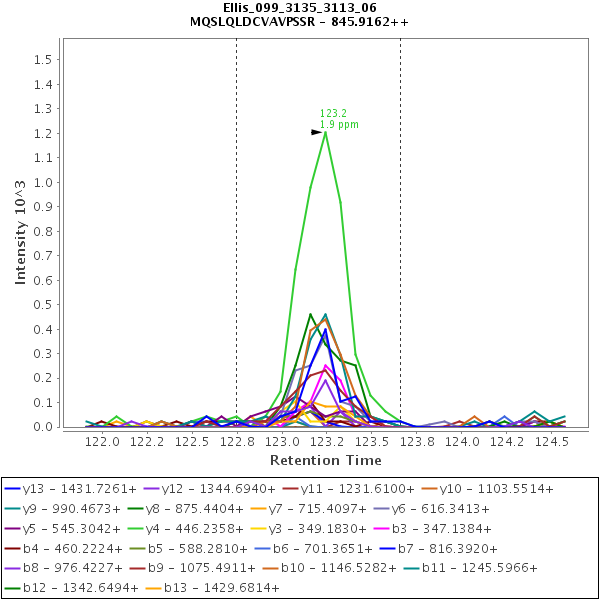 Ellis_099_3135_3113_06
MQSLQLDCVAVPSSR - 845.9162++
123.2
1.9 ppm
Intensity 10^3
1.5
1.4
1.3
1.2
1.1
1.0
0.9
0.8
0.7
0.6
0.5
0.4
0.3
0.2
0.1
0.0
122.0 122.2 122.5 122.8 123.0 123.2 123.5 123.8 124.0 124.2 124.5
Retention Time
y13 - 1431.7261+ y12 - 1344.6940+ y11 - 1231.6100+ y10 - 1103.5514+
y9 - 990.4673+ y8 - 875.4404+ y7 - 715.4097+ y6 - 616.3413+
y5 - 545.3042+ y4 - 446.2358+ y3 - 349.1830+ b3 - 347.1384+
b4 - 460.2224+ b5 - 588.2810+ b6 - 701.3651+ b7 - 816.3920+
b8 - 976.4227+ b9 - 1075.4911+ b10 - 1146.5282+ b11 - 1245.5966+
b12 - 1342.6494+ b13 - 1429.6814+